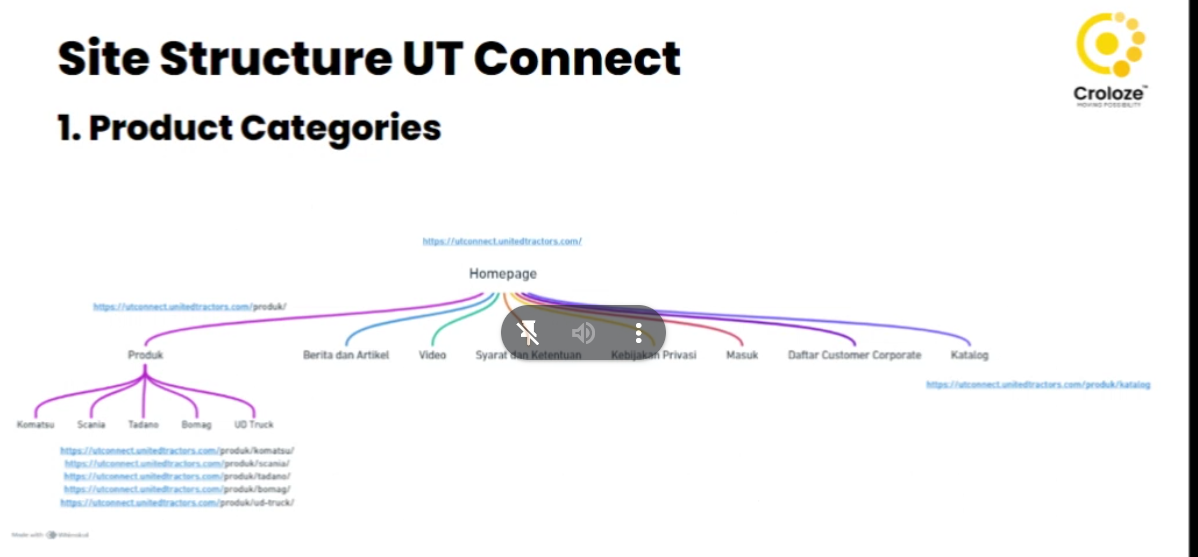 Site Structure UT Connect
Croloze™
MOVING POSSIBILITY
1. Product Categories
https://utconnect.unitedtractors.com/
Homepage
https://utconnect.unitedtractors.com/produk/
Produk
Berita dan Artikel
Video
Syarat dan Ketentuan
Kebijakan Privasi
Masuk
Daftar Customer Corporate
Katalog
https://utconnect.unitedtractors.com/produk/katalog
Komatsu
Scania
Tadano
Bomag
UD Truck
https://utconnect.unitedtractors.com/produk/komatsu/
https://utconnect.unitedtractors.com/produk/scania/
https://utconnect.unitedtractors.com/produk/tadano/
https://utconnect.unitedtractors.com/produk/bomag/
https://utconnect.unitedtractors.com/produk/ud-truck/
Made with